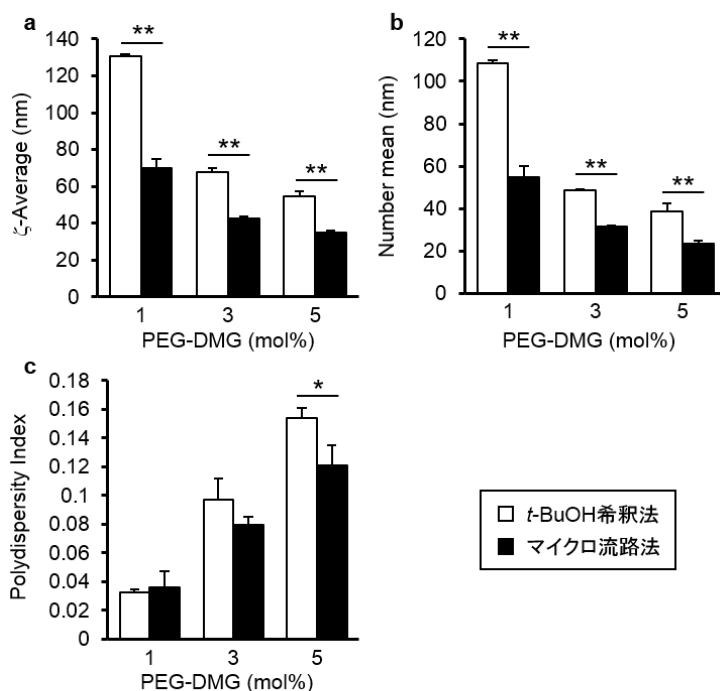 a
ζ-Average (nm)
140
120
100
80
60
40
20
0
**
**
**
1 3 5
PEG-DMG (mol%)
b
Number mean (nm)
120
100
80
60
40
20
0
**
**
**
1 3 5
PEG-DMG (mol%)
c
Polydispersity Index
0.18
0.16
0.14
0.12
0.1
0.08
0.06
0.04
0.02
0
*
1 3 5
PEG-DMG (mol%)
t-BuOH希釈法
マイクロ流路法